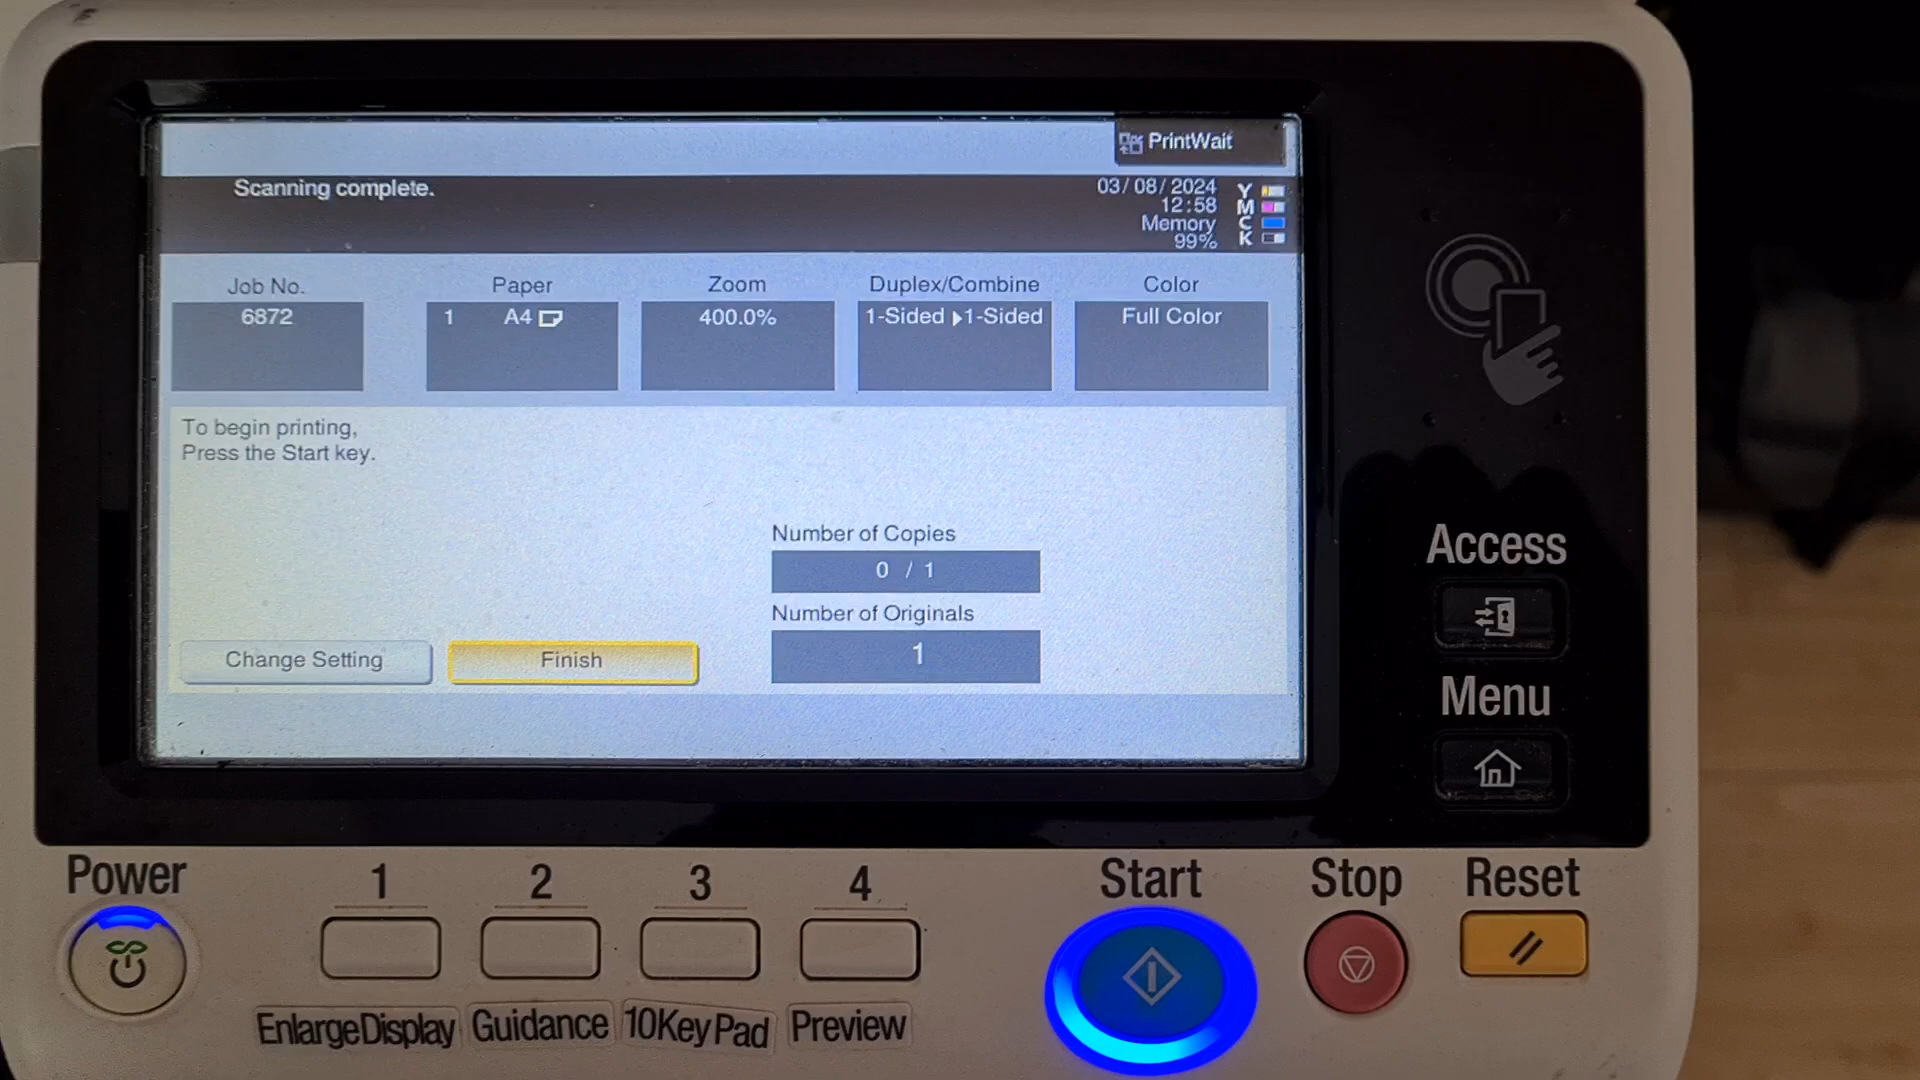 PrintWait
Scanning complete.
03/08/2024
12:58
Memory
99%
Y
M
C
K
Job No.
6872
Paper
1 A4
Zoom
400.0%
Duplex/Combine
1-Sided ▶1-Sided
Color
Full Color
To begin printing,
Press the Start key.
Number of Copies
0 / 1
Number of Originals
1
Change Setting
Finish
Access
Menu
Power
1
2
3
4
Start
Stop
Reset
EnlargeDisplay
Guidance
10KeyPad
Preview